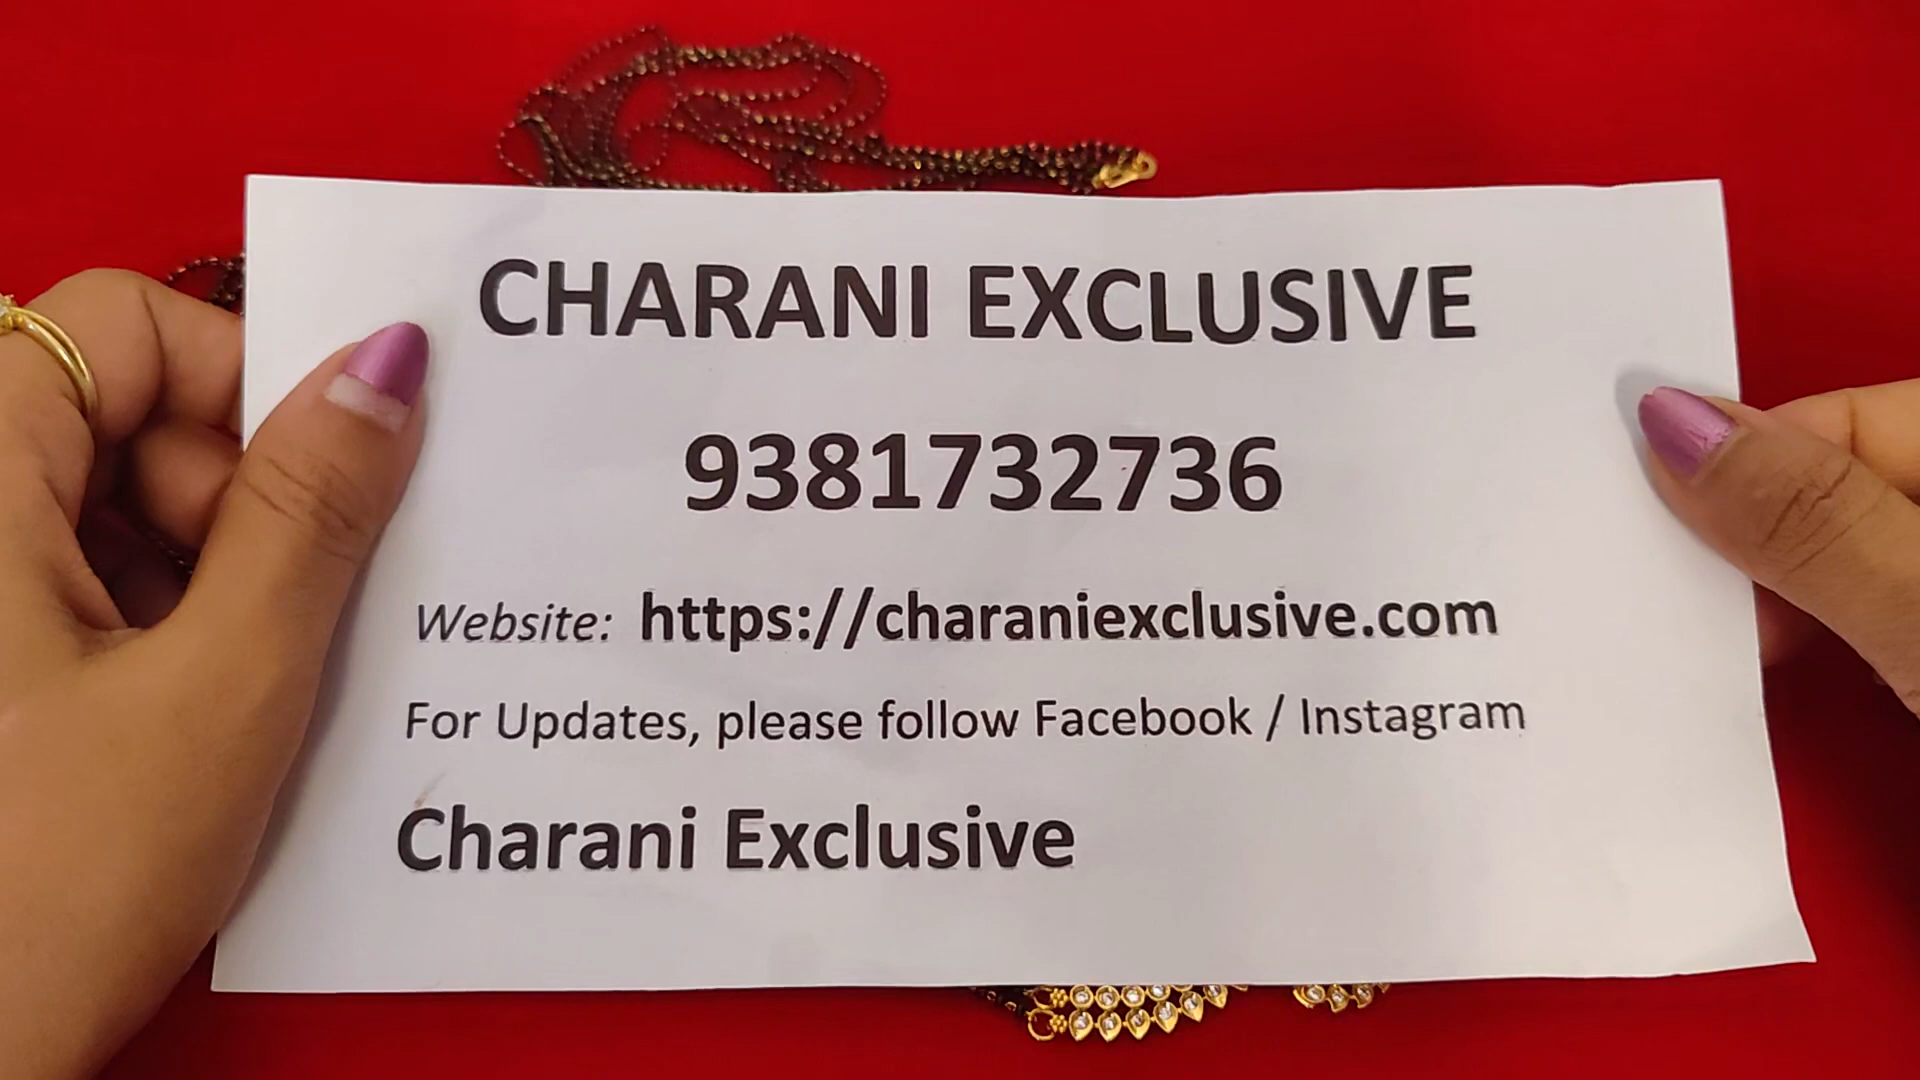 CHARANI EXCLUSIVE
9381732736
Website: https://charaniexclusive.com
For Updates, please follow Facebook / Instagram
Charani Exclusive